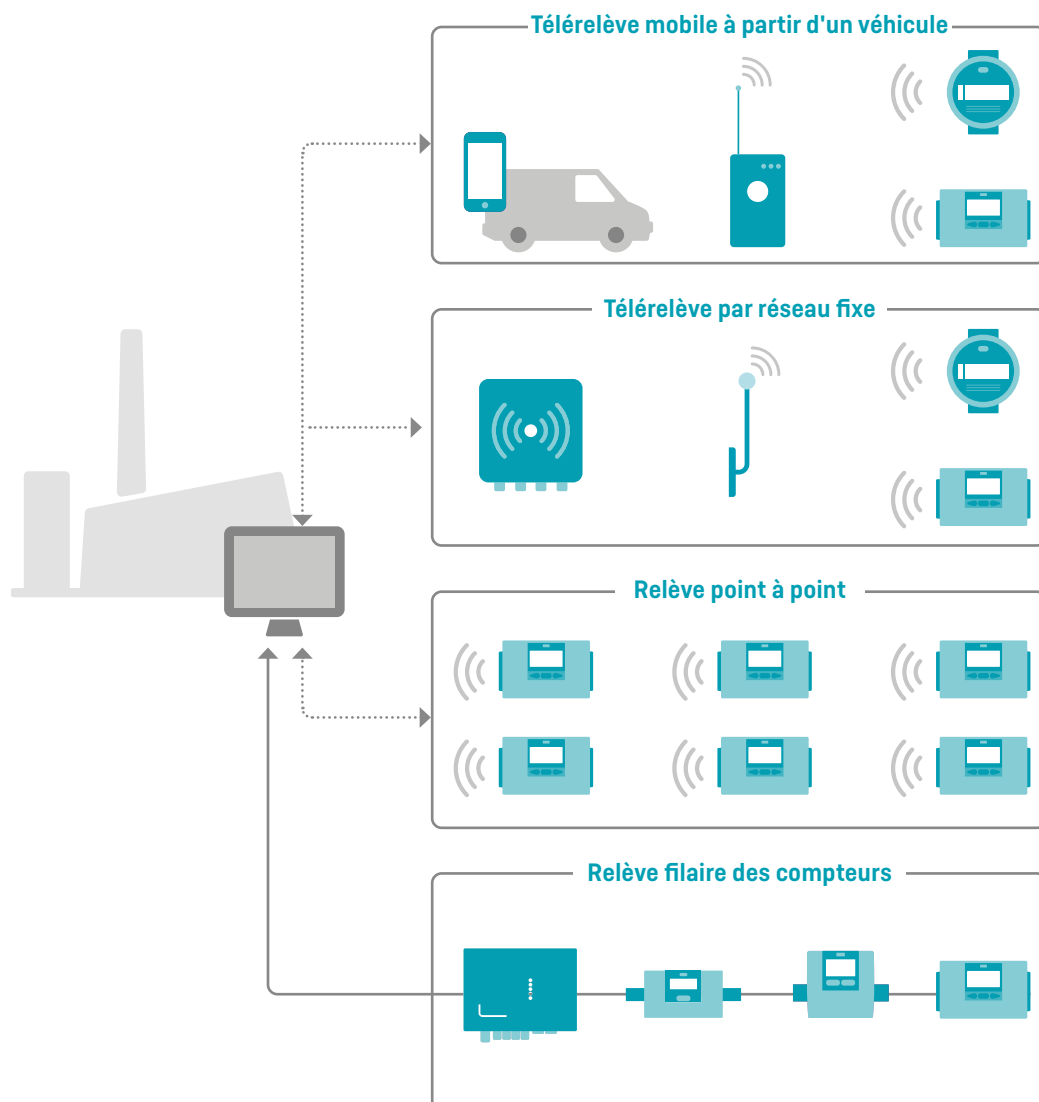 Télérelève mobile à partir d'un véhicule
Télérelève par réseau fixe
Relève point à point
Relève filaire des compteurs